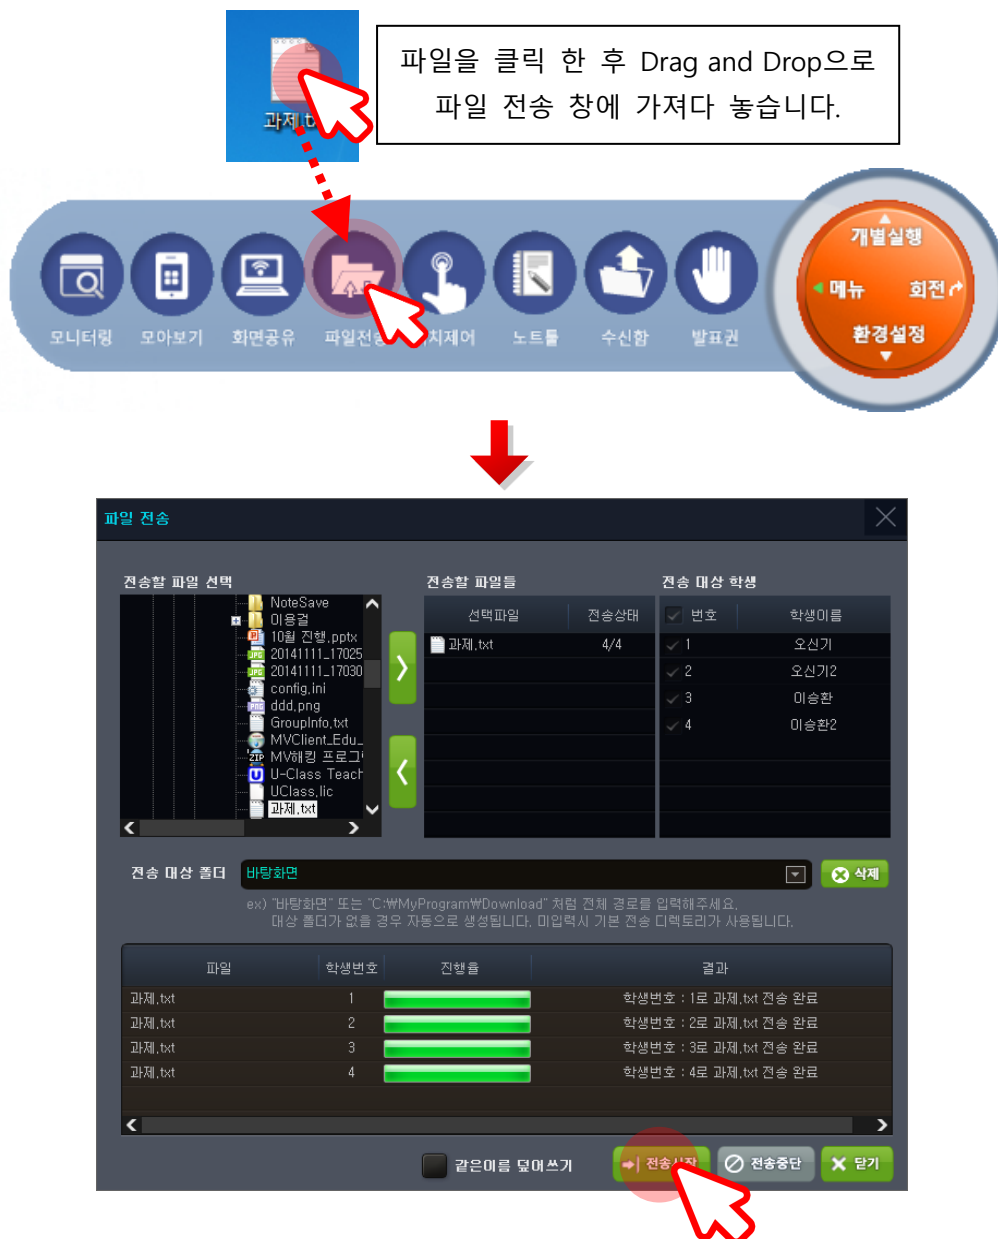 파일을 클릭 한 후 Drag and Drop으로
파일 전송 창에 가져다 놓습니다.
과제.t
개별실행
메뉴 회전
환경설정
모니터링 모아보기 화면공유 파일전송 치제어 노트툴 수신함 발표권
파일 전송
전송할 파일 선택 전송할 파일들 전송 대상 학생
NoteSave
이용걸
10월 진행.pptx
20141111_17025
20141111_17030
config.ini
ddd.png
GroupInfo.txt
MVClient_Edu_
MV해킹 프로그
U-Class Teach
UClass.lic
과제.txt
선택파일 전송상태 번호 학생이름
과제.txt 4/4 1 오신기
2 오신기2
3 이승환
4 이승환2
전송 대상 폴더 바탕화면 삭제
ex) "바탕화면" 또는 "C:₩MyProgram₩Download" 처럼 전체 경로를 입력해주세요.
대상 폴더가 없을 경우 자동으로 생성됩니다. 미입력시 기본 전송 디렉토리가 사용됩니다.
파일 학생번호 진행율 결과
과제.txt 1 학생번호 : 1로 과제.txt 전송 완료
과제.txt 2 학생번호 : 2로 과제.txt 전송 완료
과제.txt 3 학생번호 : 3로 과제.txt 전송 완료
과제.txt 4 학생번호 : 4로 과제.txt 전송 완료
같은이름 덮어쓰기 전송시작 전송중단 닫기